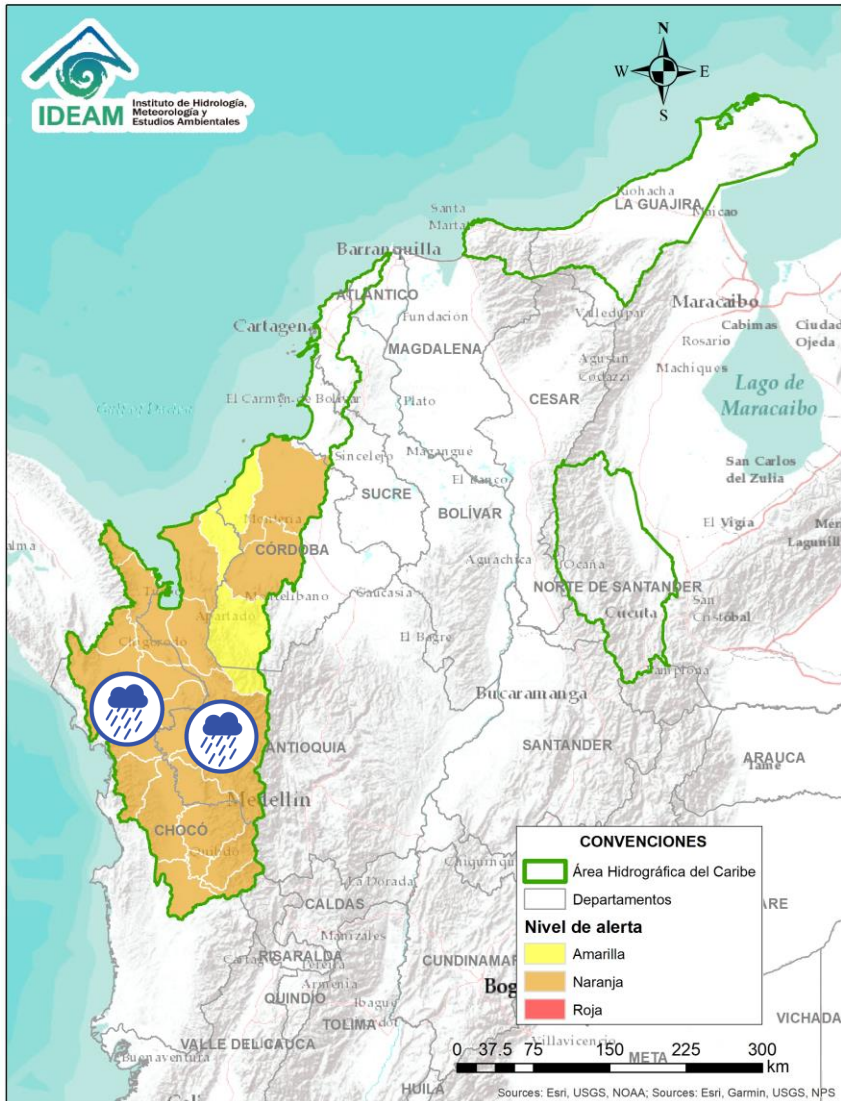 IDEAM
Instituto de Hidrología,
Meteorología y
Estudios Ambientales
N
W
E
S
Riohacha
LA GUAJIRA
Maicao
Santa
Marta
Barranquilla
ATLÁNTICO
Cartagena
Fundación
Valledupar
Maracaibo
Cabimas
Ciudad
Ojeda
Rosario
MAGDALENA
Agustín
Codazzi
Machiques
CESAR
Lago de
Maracaibo
El Carmen de Bolívar
Plato
Sincelejo
Magangué
San Carlos
del Zulia
SUCRE
El Banco
BOLÍVAR
El Vigía
Montería
CÓRDOBA
Aguachica
Ocaña
NORTE DE SANTANDER
Cúcuta
San
Cristóbal
Montelibano
Caucasia
Apartadó
El Bagre
Chigorodó
Pamplona
Bucaramanga
ANTIOQUIA
SANTANDER
ARAUCA
Tame
Medellín
CHOCÓ
Quibdó
La Dorada
CALDAS
Manizales
RISARALDA
Pereira
Armenia
QUINDÍO
Ibagué
TOLIMA
VALLE DEL CAUCA
Buenaventura
HUILA
Villavicencio
META
VICHADA
CONVENCIONES
Área Hidrográfica del Caribe
Departamentos
Nivel de alerta
Amarilla
Naranja
Roja
0 37.5 75 150 225 300
km
Sources: Esri, USGS, NOAA; Sources: Esri, Garmin, USGS, NPS